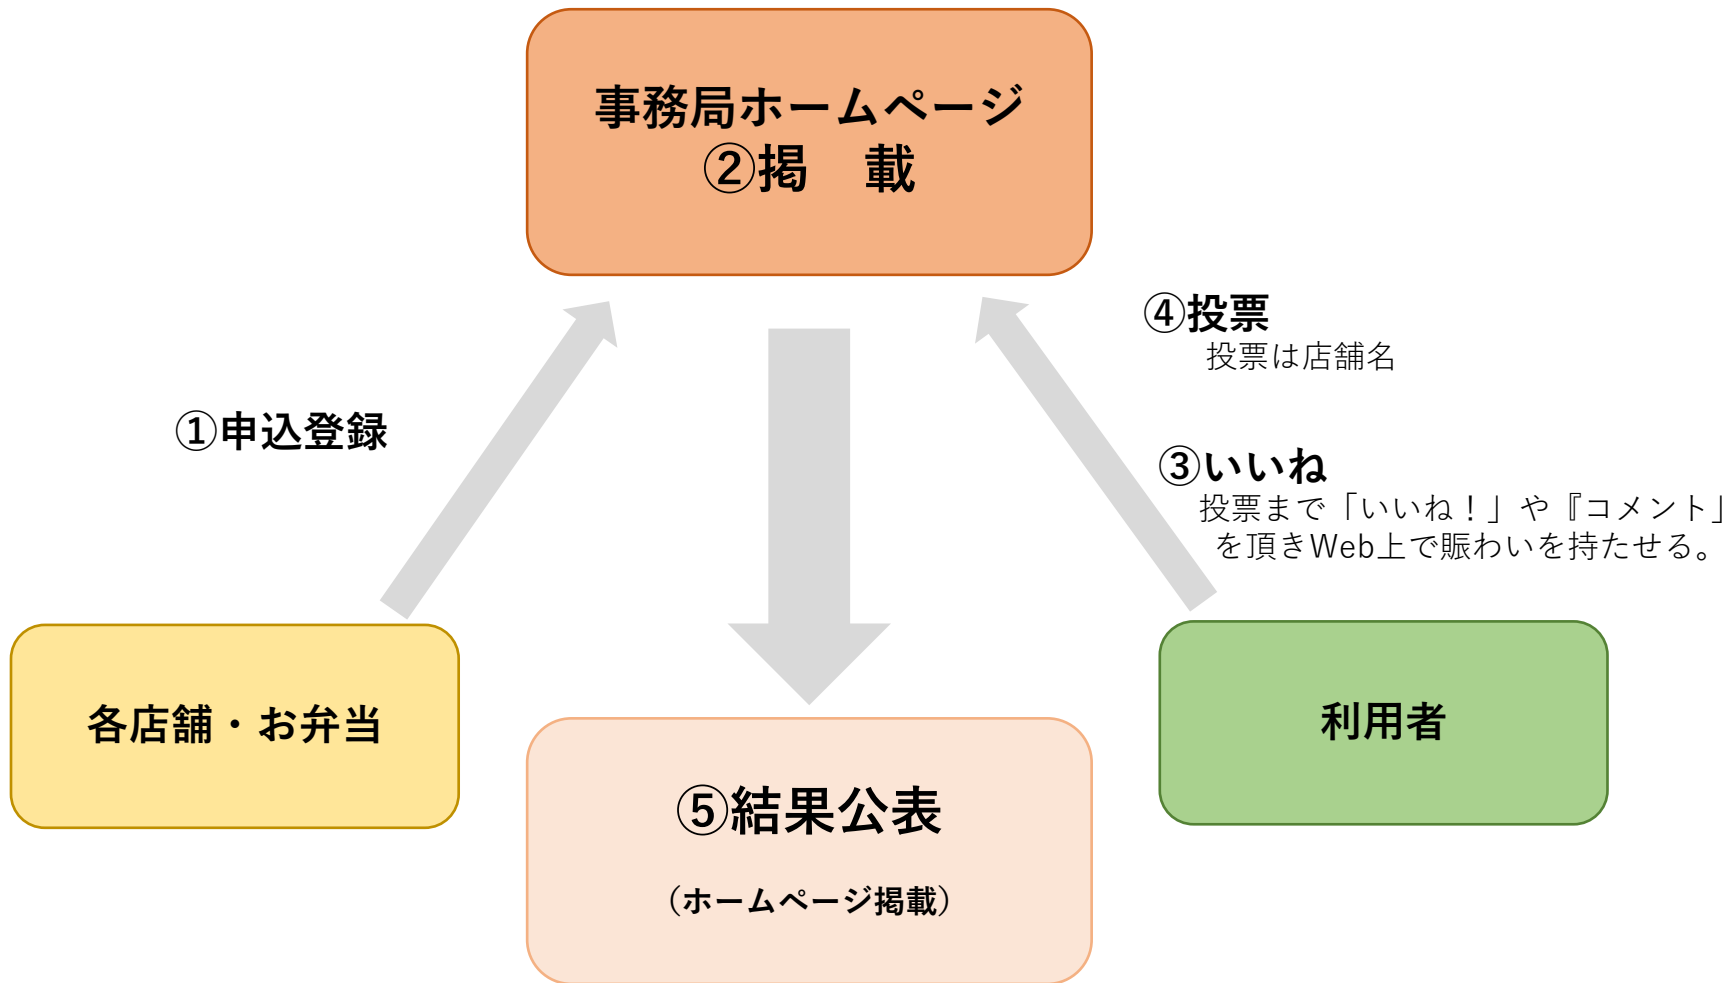 事務局ホームページ
②掲　載
④投票
投票は店舗名
①申込登録
③いいね
投票まで「いいね！」や『コメント」
を頂きWeb上で賑わいを持たせる。
各店舗・お弁当
利用者
⑤結果公表
（ホームページ掲載）